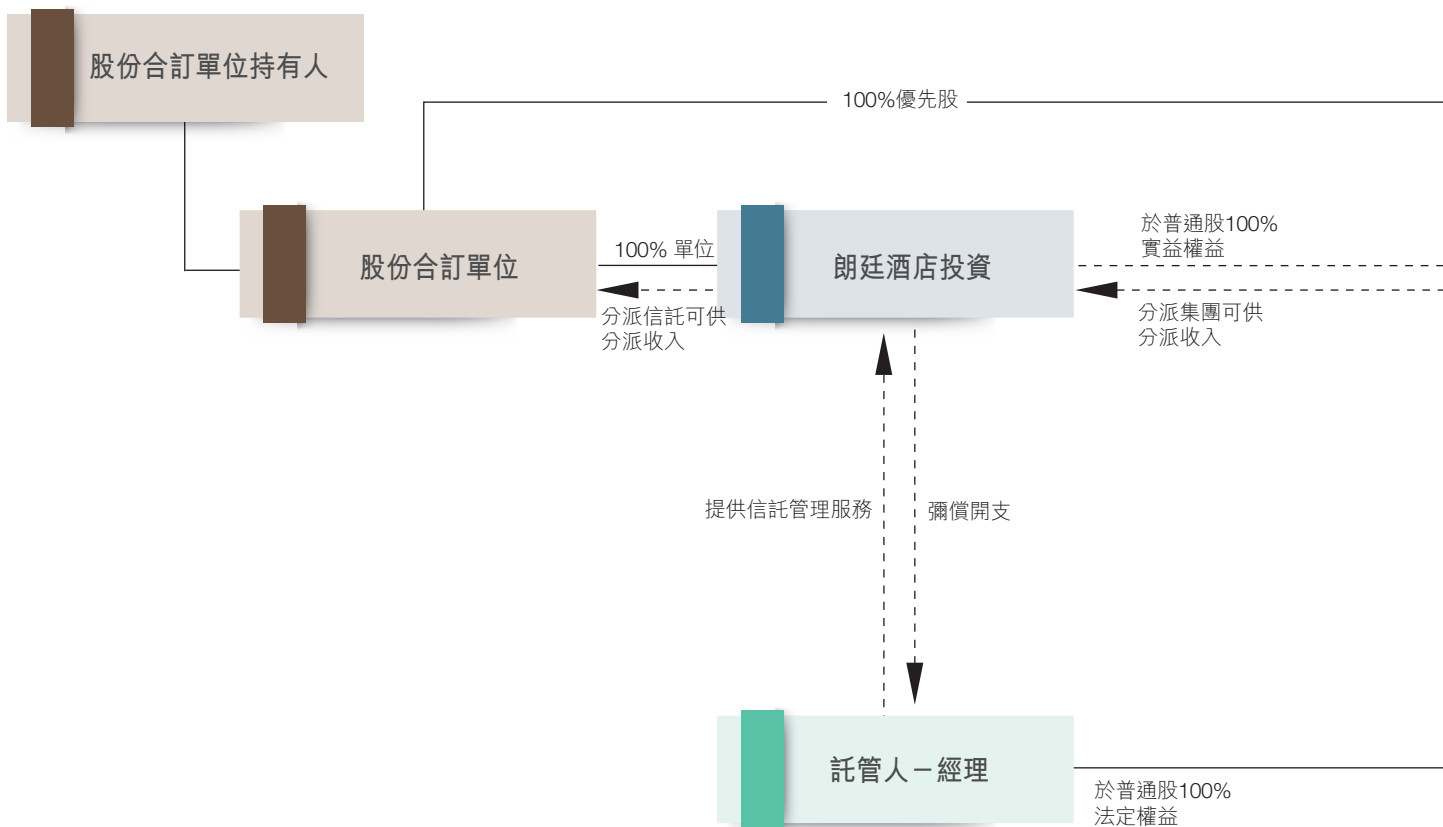 股份合訂單位持有人
100%優先股
股份合訂單位
100% 單位
分派信託可供
分派收入
朗廷酒店投資
於普通股100%
實益權益
分派集團可供
分派收入
提供信託管理服務
彌償開支
託管人－經理
於普通股100%
法定權益